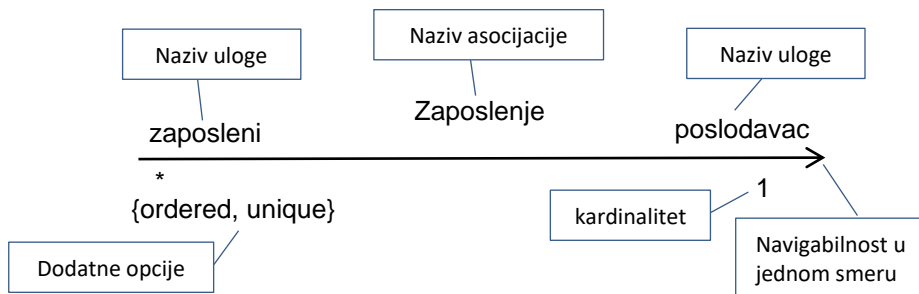 Naziv asocijacije
Naziv uloge
Naziv uloge
Zaposlenje
zaposleni
poslodavac
*
1
{ordered, unique}
kardinalitet
Navigabilnost u
jednom smeru
Dodatne opcije